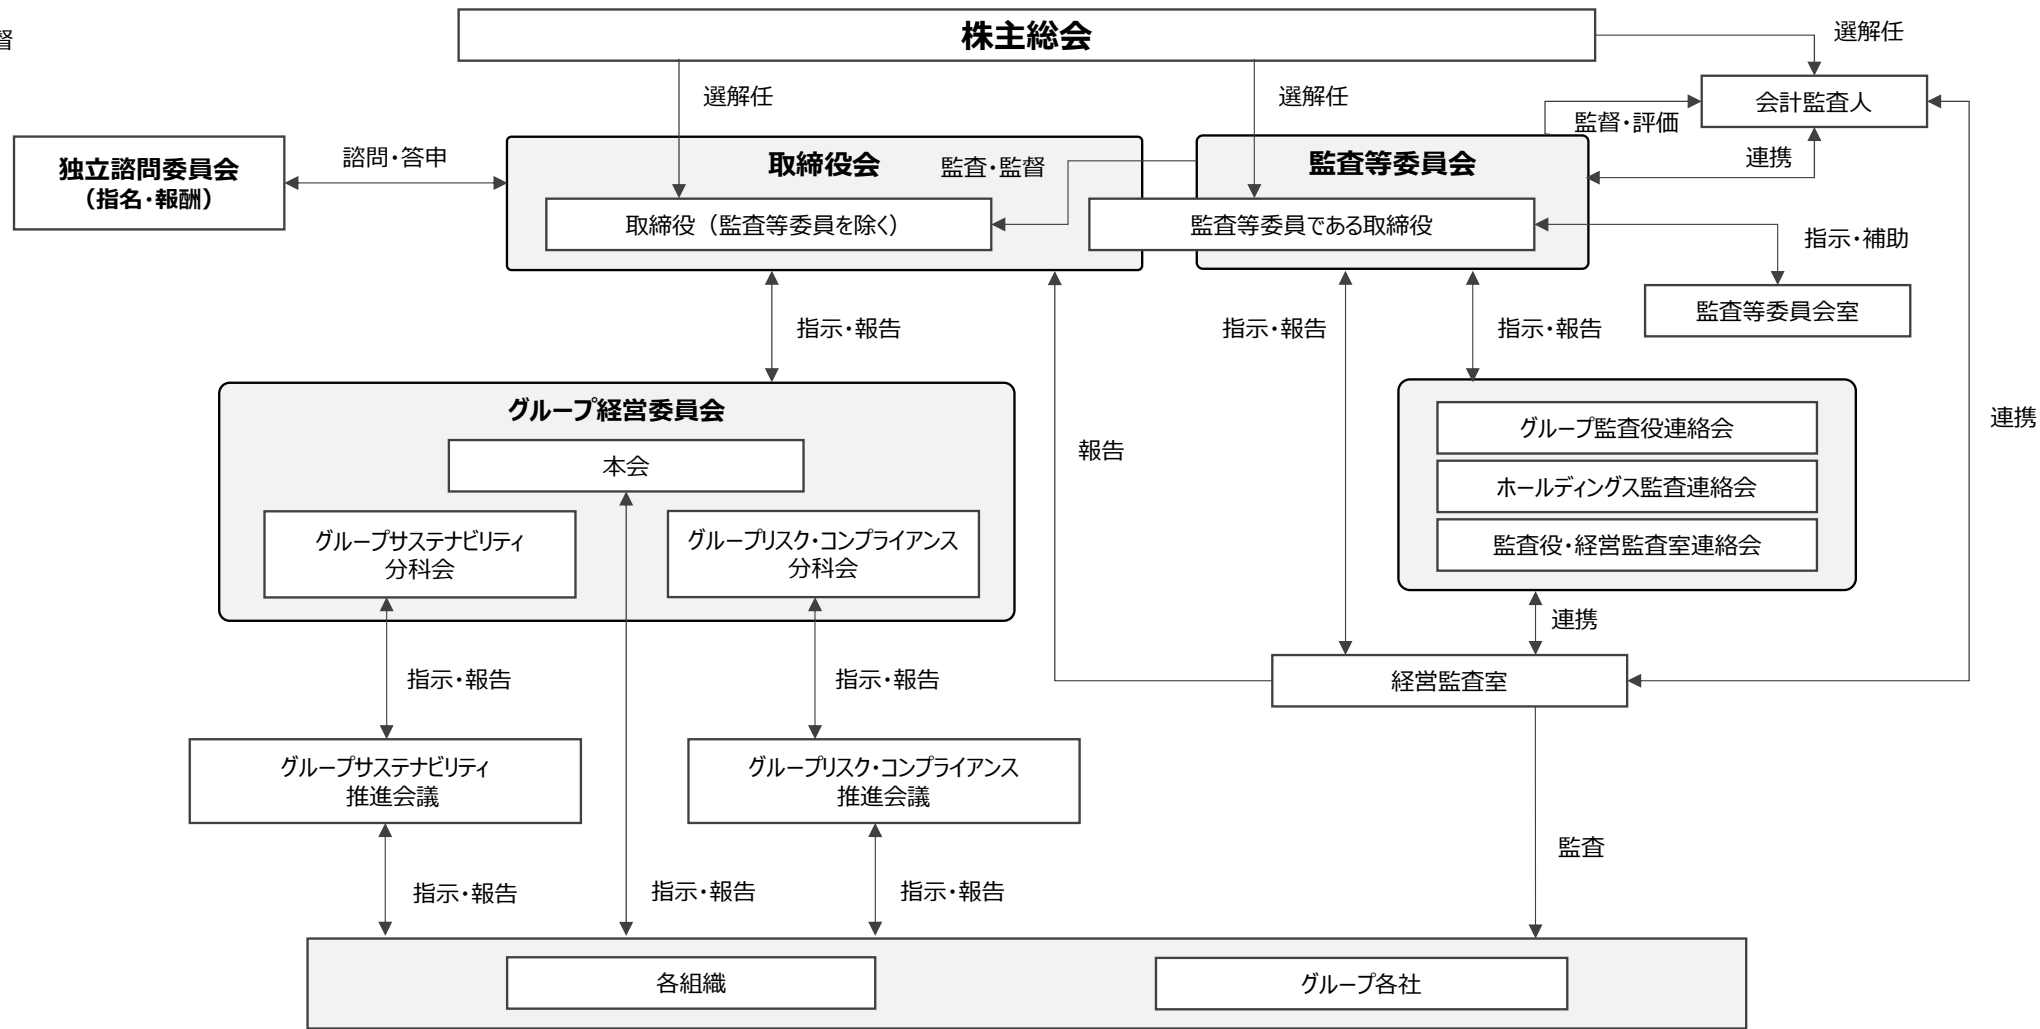 株主総会
選解任
督
選解任
選解任
会計監査人
監督・評価
独立諮問委員会
（指名・報酬）
諮問・答申
取締役会
監査・監督
監査等委員会
連携
取締役（監査等委員を除く）
監査等委員である取締役
指示・補助
監査等委員会室
指示・報告
指示・報告
指示・報告
グループ経営委員会
本会
グループサステナビリティ
分科会
グループリスク・コンプライアンス
分科会
報告
グループ監査役連絡会
ホールディングス監査連絡会
監査役・経営監査室連絡会
連携
連携
経営監査室
指示・報告
指示・報告
グループサステナビリティ
推進会議
グループリスク・コンプライアンス
推進会議
監査
指示・報告
指示・報告
指示・報告
各組織
グループ各社